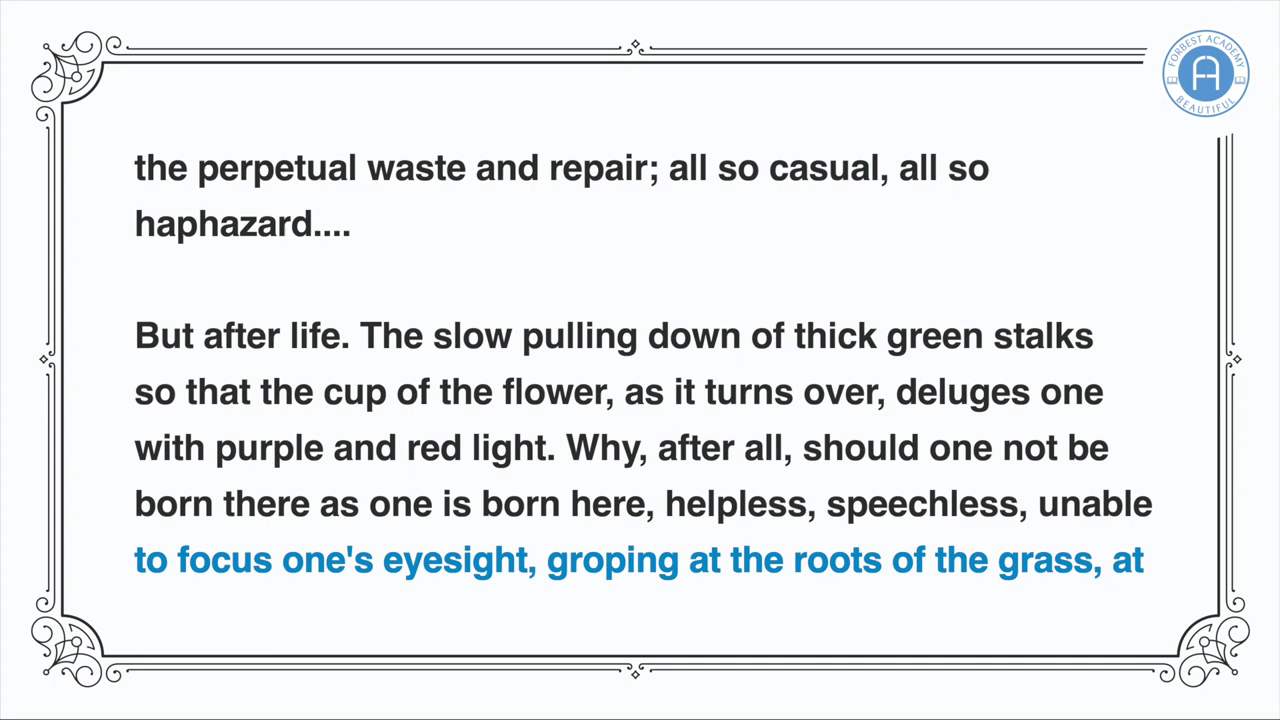 FORBEST ACADEMY
A
BEAUTIFUL
the perpetual waste and repair; all so casual, all so
haphazard....
But after life. The slow pulling down of thick green stalks
so that the cup of the flower, as it turns over, deluges one
with purple and red light. Why, after all, should one not be
born there as one is born here, helpless, speechless, unable
to focus one's eyesight, groping at the roots of the grass, at